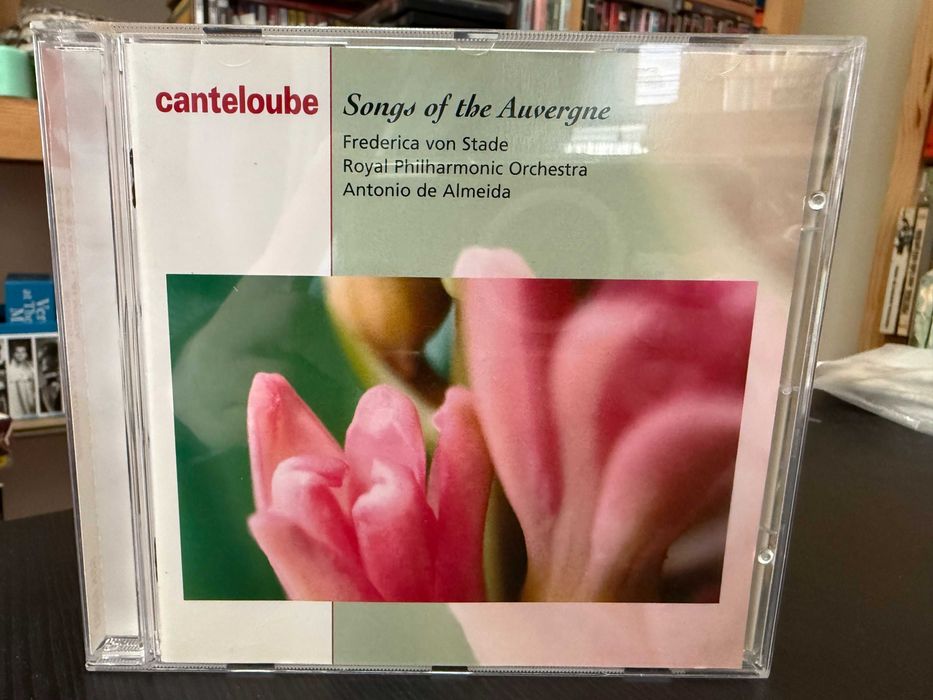 canteloube
Songs of the Auvergne
Frederica von Stade
Royal Philharmonic Orchestra
Antonio de Almeida